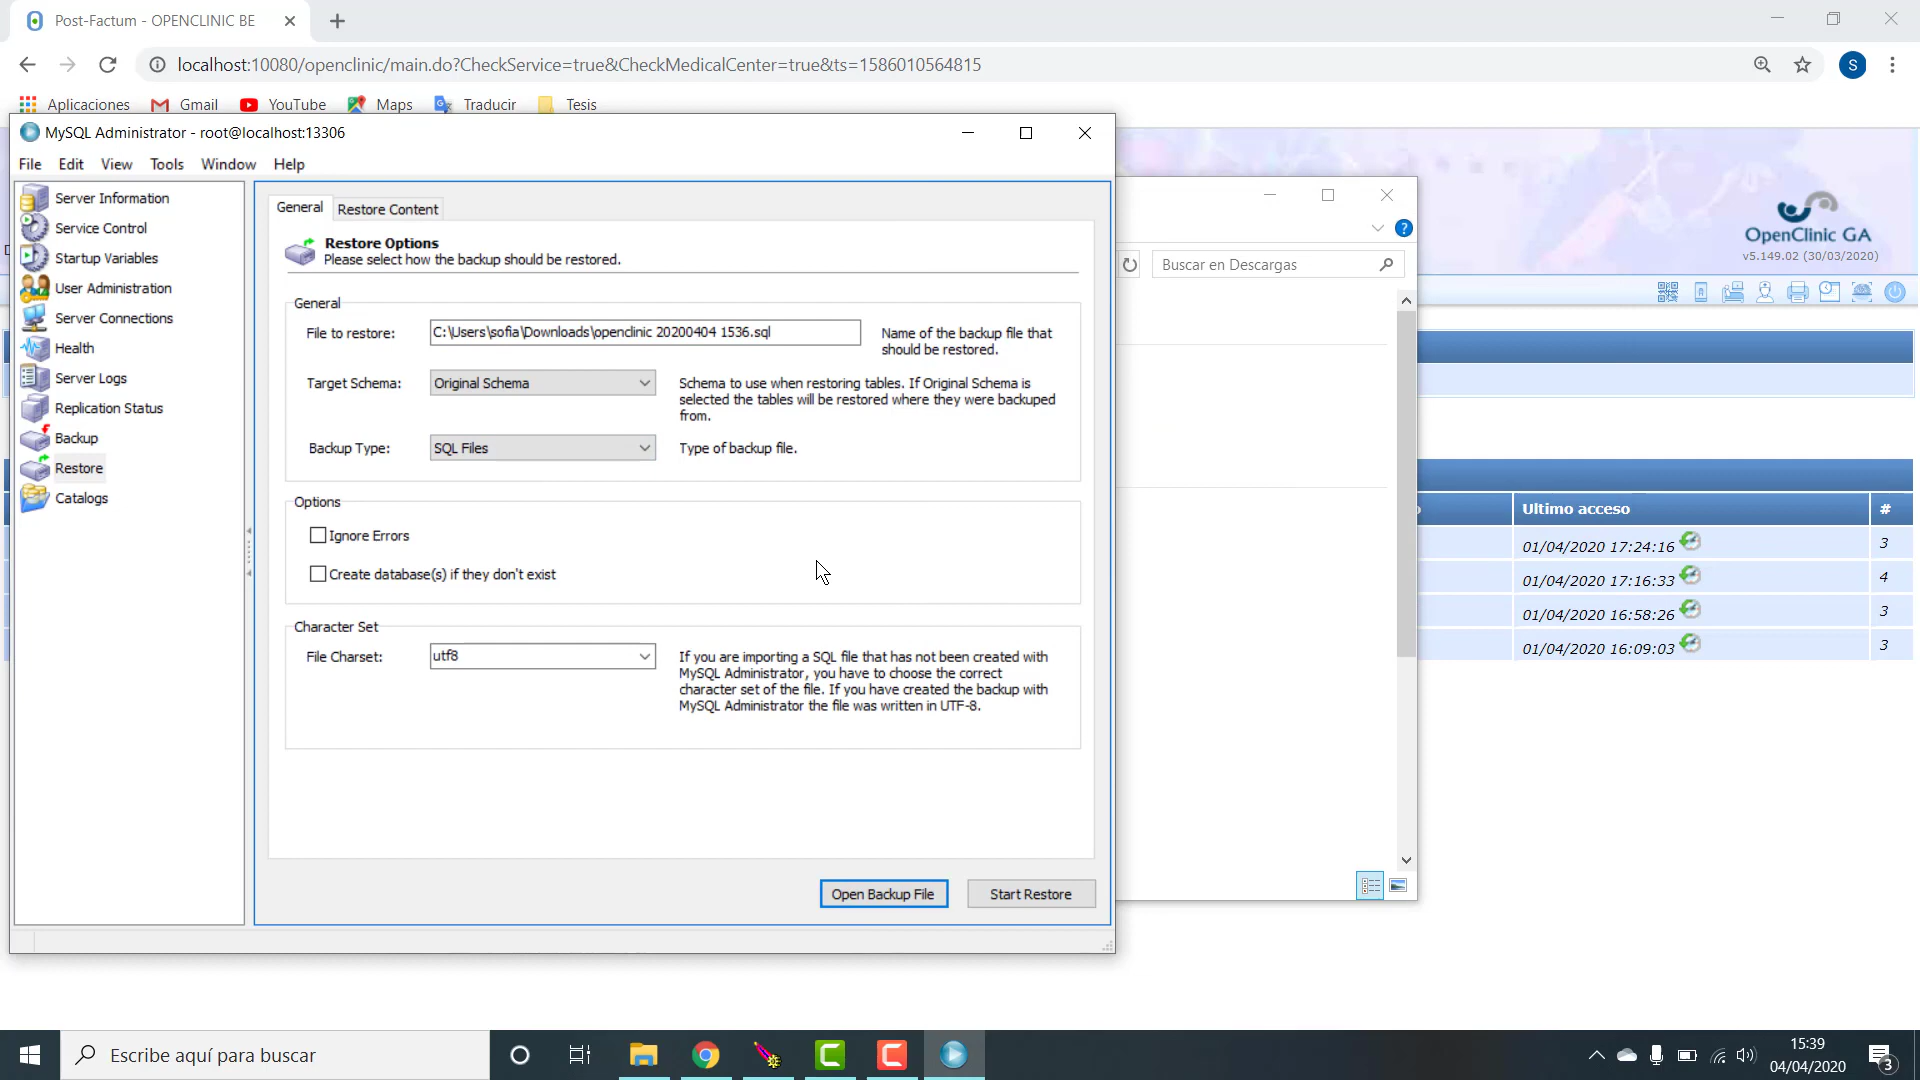 Post-Factum - OPENCLINIC BE
localhost:10080/openclinic/main.do?CheckService=true&CheckMedicalCenter=true&ts=1586010564815
S
Aplicaciones
Gmail
YouTube
Maps
Traducir
Tesis
MySQL Administrator - root@localhost:13306
File
Edit
View
Tools
Window
Help
Server Information
Service Control
Startup Variables
User Administration
Server Connections
Health
Server Logs
Replication Status
Backup
Restore
Catalogs
General
Restore Content
Restore Options
Please select how the backup should be restored.
General
File to restore:
C:\Users\sofia\Downloads\openclinic 20200404 1536.sql
Name of the backup file that
should be restored.
Target Schema:
Original Schema
Schema to use when restoring tables. If Original Schema is
selected the tables will be restored where they were backuped
from.
Backup Type:
SQL Files
Type of backup file.
Options
Ignore Errors
Create database(s) if they don't exist
Character Set
File Charset:
utf8
If you are importing a SQL file that has not been created with
MySQL Administrator, you have to choose the correct
character set of the file. If you have created the backup with
MySQL Administrator the file was written in UTF-8.
Open Backup File
Start Restore
Buscar en Descargas
OpenClinic GA
v5.149.02 (30/03/2020)
Ultimo acceso
#
01/04/2020 17:24:16
3
01/04/2020 17:16:33
4
01/04/2020 16:58:26
3
01/04/2020 16:09:03
3
Escribe aquí para buscar
15:39
04/04/2020
3